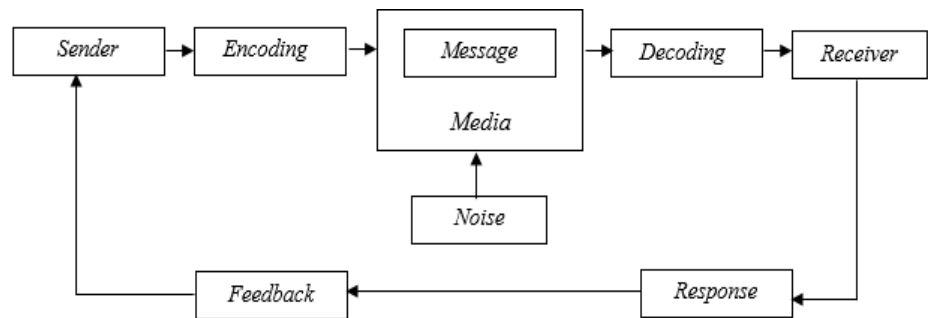 Sender
Encoding
Message
Media
Decoding
Receiver
Noise
Feedback
Response